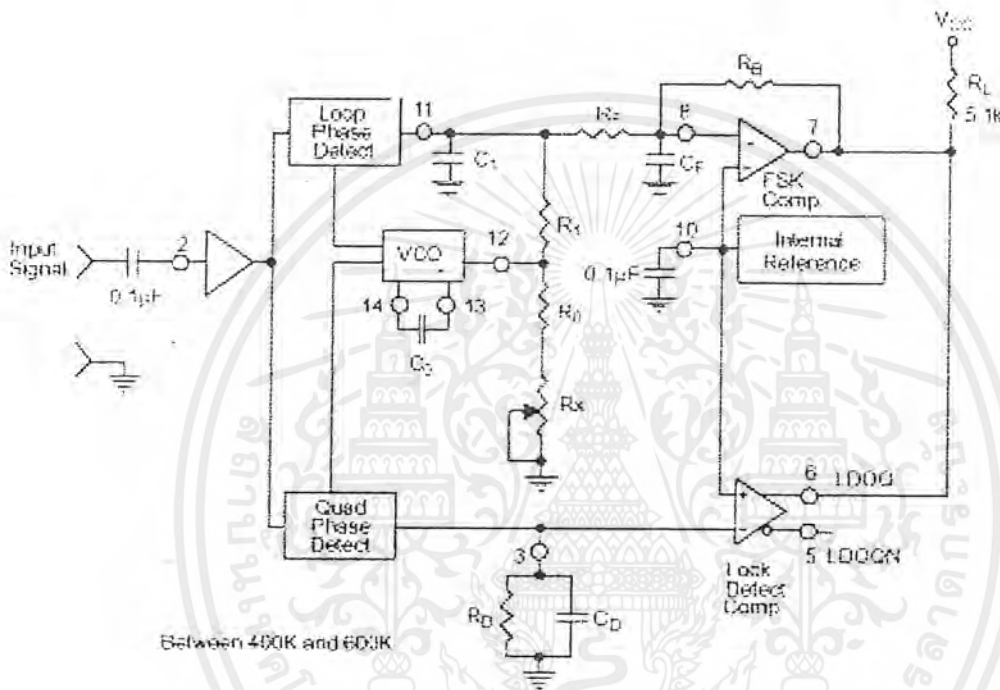 VCC
RL
5.1K
RB
Loop
Phase
Detect
11
C1
RF
8
CF
7
FSK
Comp.
Input
Signal
0.1µF
2
VCO
12
14
13
C0
R1
R0
Rx
10
0.1µF
Internal
Reference
Quad
Phase
Detect
3
RD
CD
6 LDOQ
5 LDOQN
Lock
Detect
Comp
Between 400K and 600K